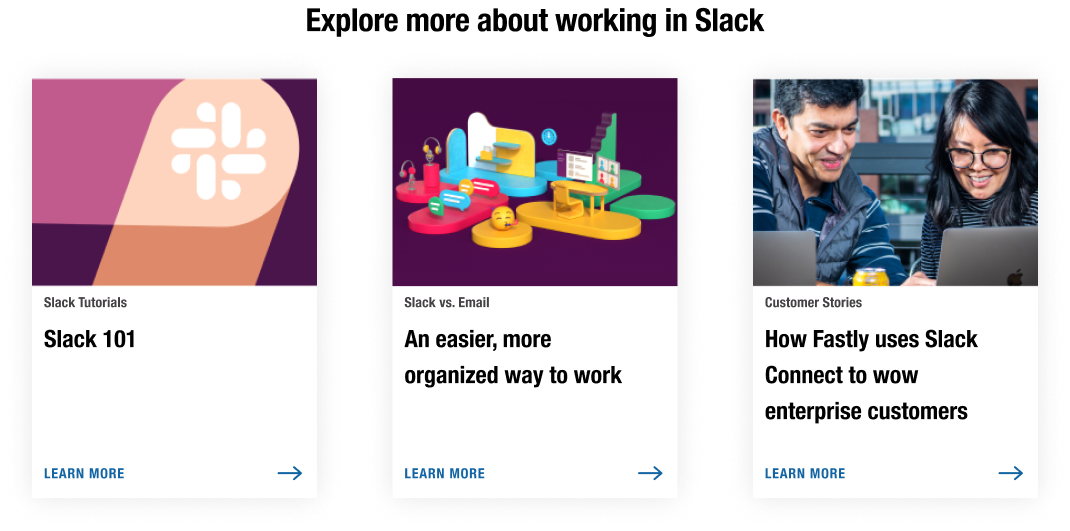 Explore more about working in Slack
Slack Tutorials
Slack 101
LEARN MORE
Slack vs. Email
An easier, more
organized way to work
LEARN MORE
Customer Stories
How Fastly uses Slack
Connect to wow
enterprise customers
LEARN MORE